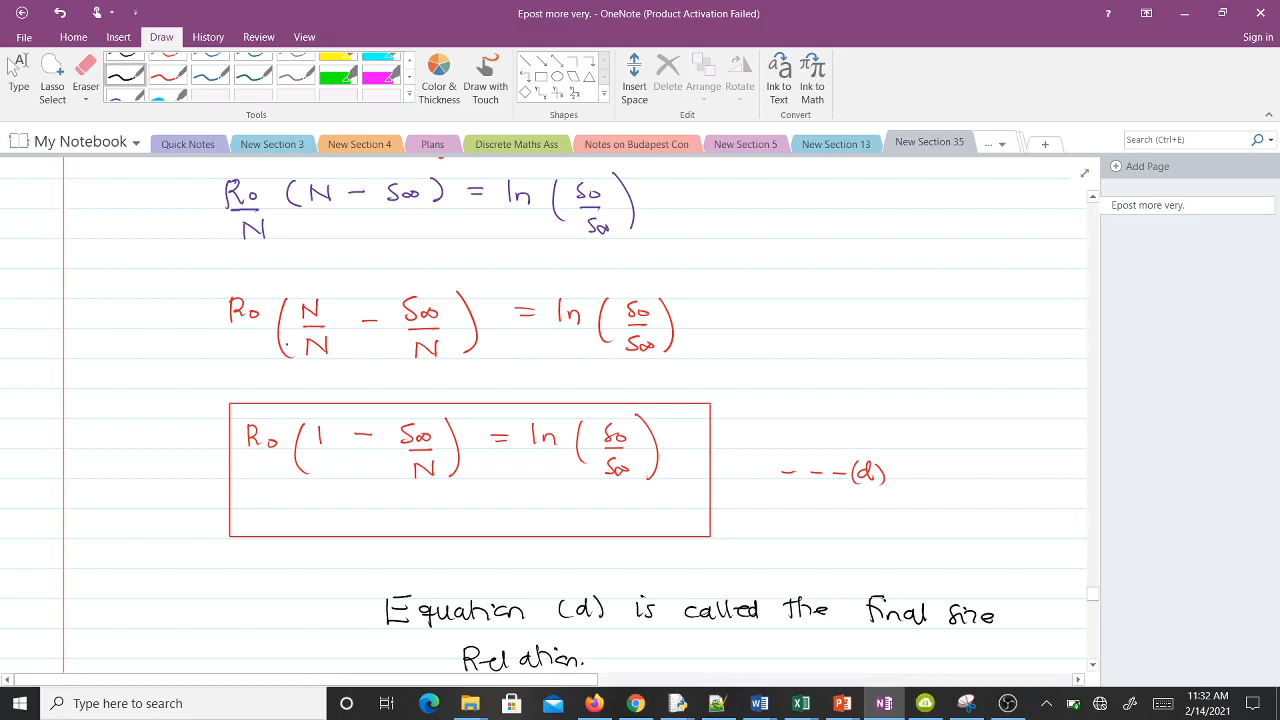 Epost more very. - OneNote (Product Activation Failed)
File Home Insert Draw History Review View Sign in
Type Lasso Select Eraser Color & Thickness Draw with Touch Insert Space Delete Arrange Rotate Ink to Text Ink to Math
Tools Shapes Edit Convert
My Notebook Quick Notes New Section 3 New Section 4 Plans Discrete Maths Ass Notes on Budapest Con New Section 5 New Section 13 New Section 35 ... Search (Ctrl+E)
Add Page
Epost more very.
R₀/N (N - S∞) = ln (S₀/S∞)
R₀ (N/N - S∞/N) = ln (S₀/S∞)
R₀ (1 - S∞/N) = ln (S₀/S∞) - - - (d)
Equation (d) is called the final size
Relation.
Type here to search
11:32 AM
2/14/2021